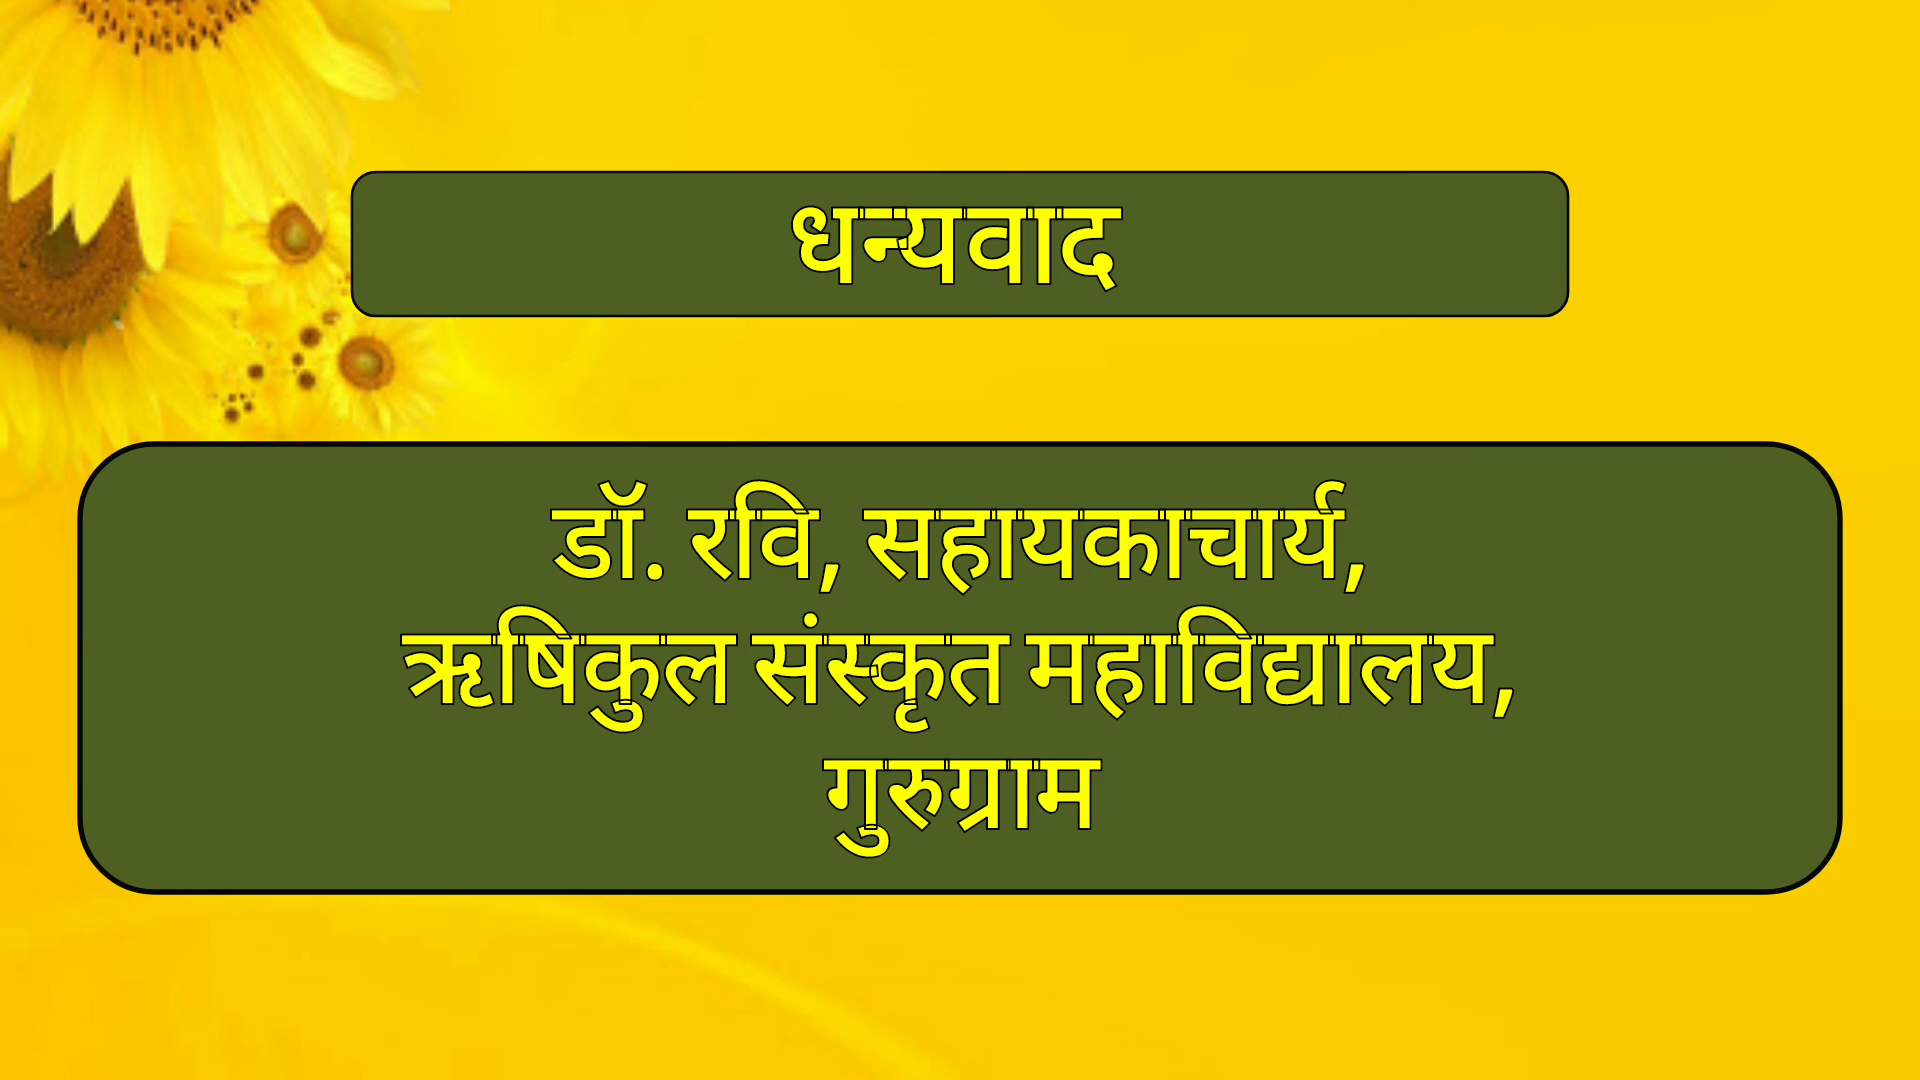 धन्यवाद
डॉ. रवि, सहायकाचार्य,
ऋषिकुल संस्कृत महाविद्यालय,
गुरुग्राम